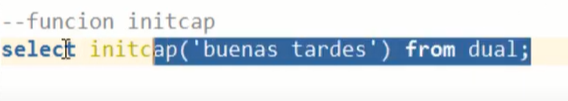 --funcion initcap
select initcap('buenas tardes') from dual;